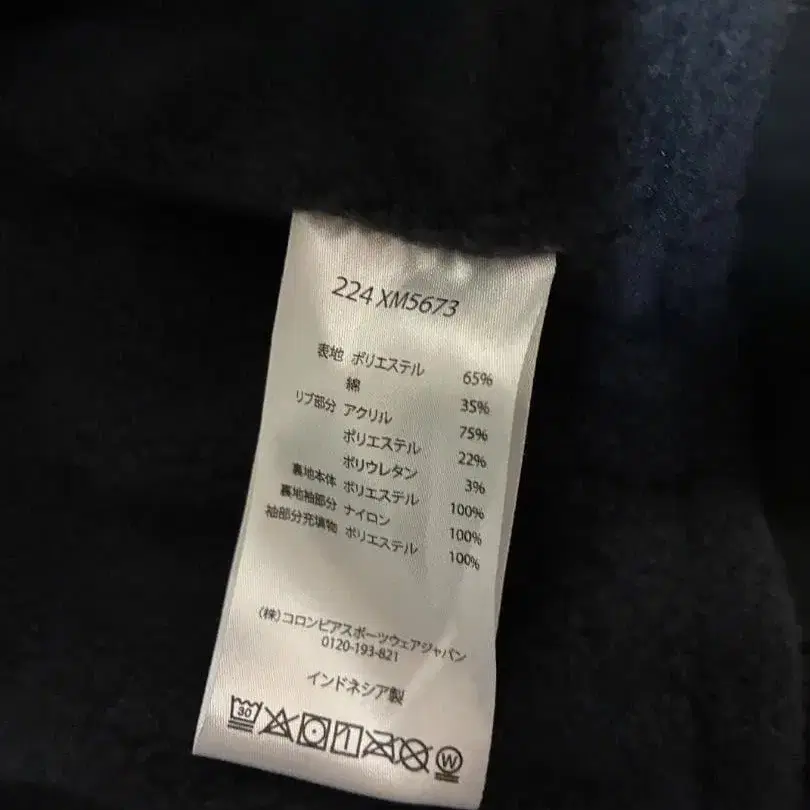 224 XM5673
表地 ポリエステル 65%
綿 35%
リブ部分 アクリル 75%
ポリエステル 22%
ポリウレタン 3%
裏地本体 ポリエステル 100%
裏地袖部分 ナイロン 100%
袖部分充填物 ポリエステル 100%
(株)コロンビアスポーツウェアジャパン
0120-193-821
インドネシア製
30 W